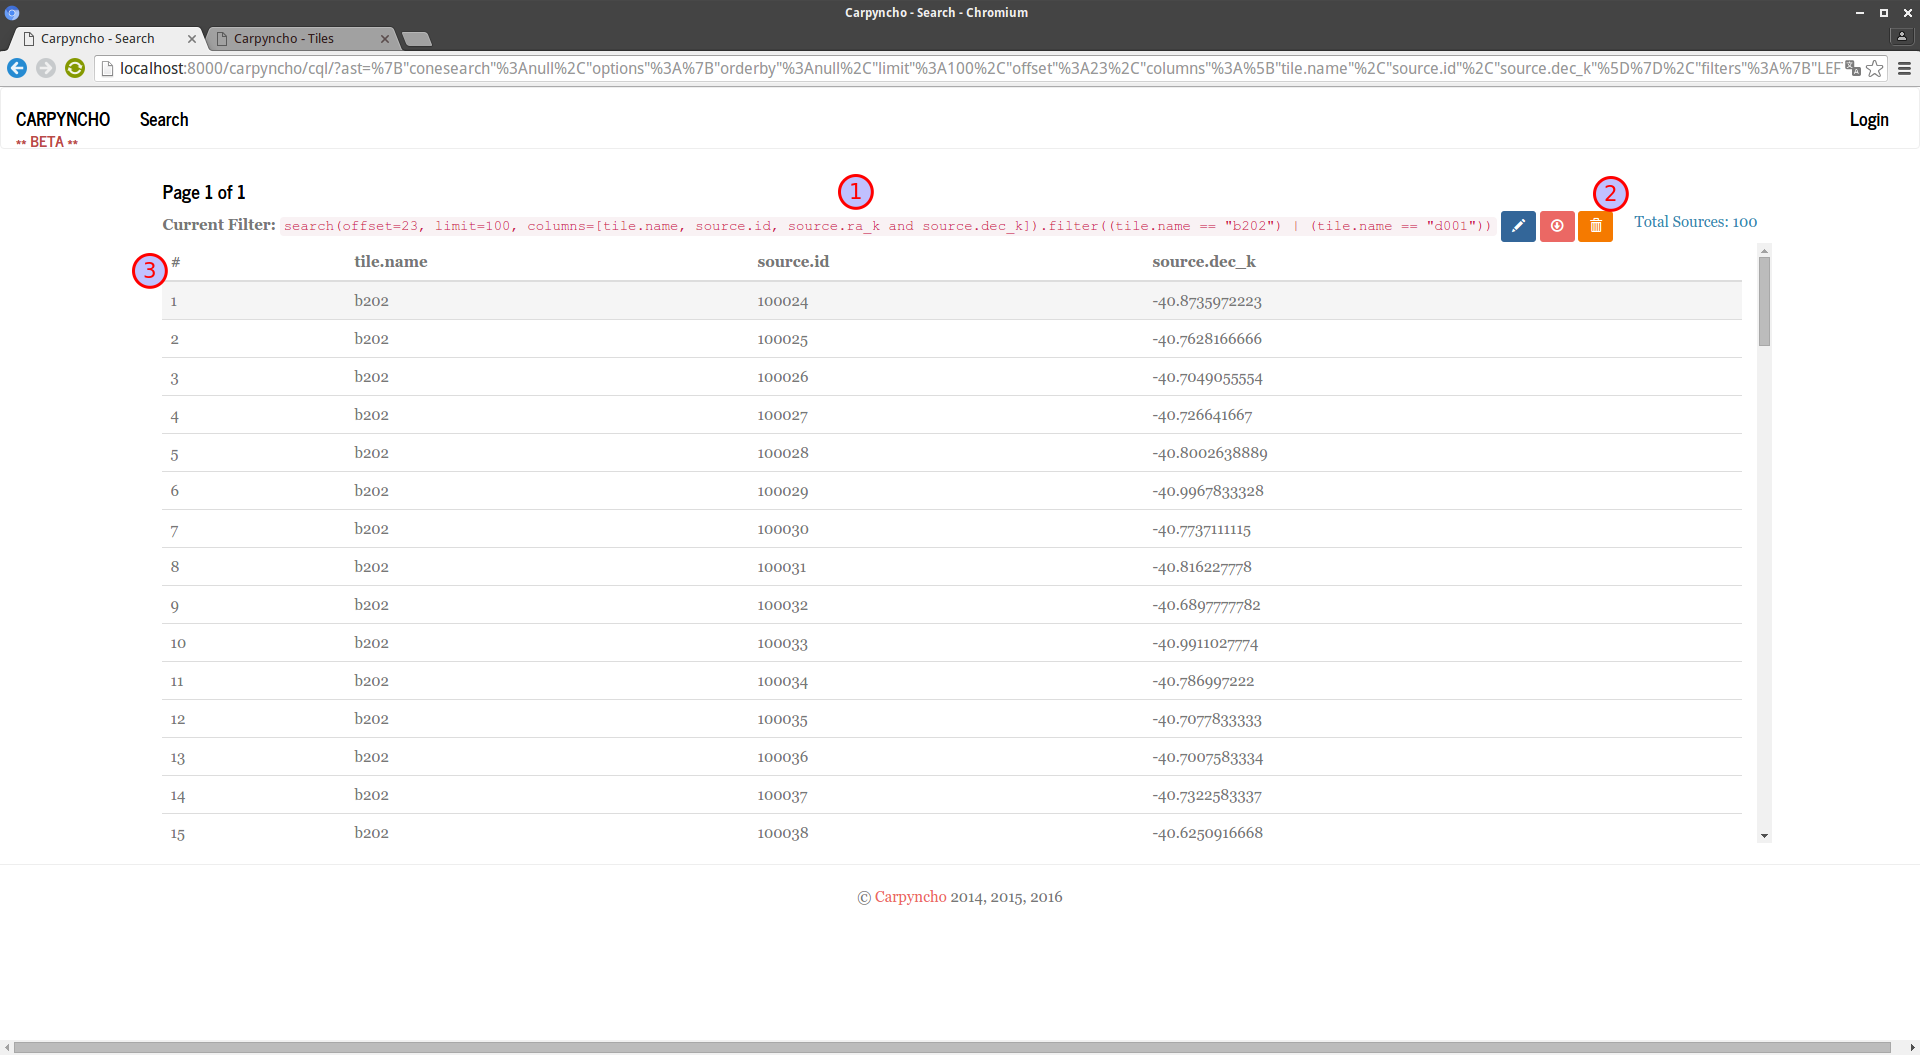 Carpyncho - Search - Chromium
Carpyncho - Search
Carpyncho - Tiles
localhost:8000/carpyncho/cql/?ast=%7B"conesearch"%3Anull%2C"options"%3A%7B"orderby"%3Anull%2C"limit"%3A100%2C"offset"%3A23%2C"columns"%3A%5B"tile.name"%2C"source.id"%2C"source.dec_k"%5D%7D%2C"filters"%3A%7B"LEF
CARPYNCHO Search Login
** BETA **
Page 1 of 1
1
2
Current Filter: search(offset=23, limit=100, columns=[tile.name, source.id, source.ra_k and source.dec_k]).filter((tile.name == "b202") | (tile.name == "d001")) Total Sources: 100
3 # tile.name source.id source.dec_k
1 b202 100024 -40.8735972223
2 b202 100025 -40.7628166666
3 b202 100026 -40.7049055554
4 b202 100027 -40.726641667
5 b202 100028 -40.8002638889
6 b202 100029 -40.9967833328
7 b202 100030 -40.7737111115
8 b202 100031 -40.816227778
9 b202 100032 -40.6897777782
10 b202 100033 -40.9911027774
11 b202 100034 -40.786997222
12 b202 100035 -40.7077833333
13 b202 100036 -40.7007583334
14 b202 100037 -40.7322583337
15 b202 100038 -40.6250916668
© Carpyncho 2014, 2015, 2016